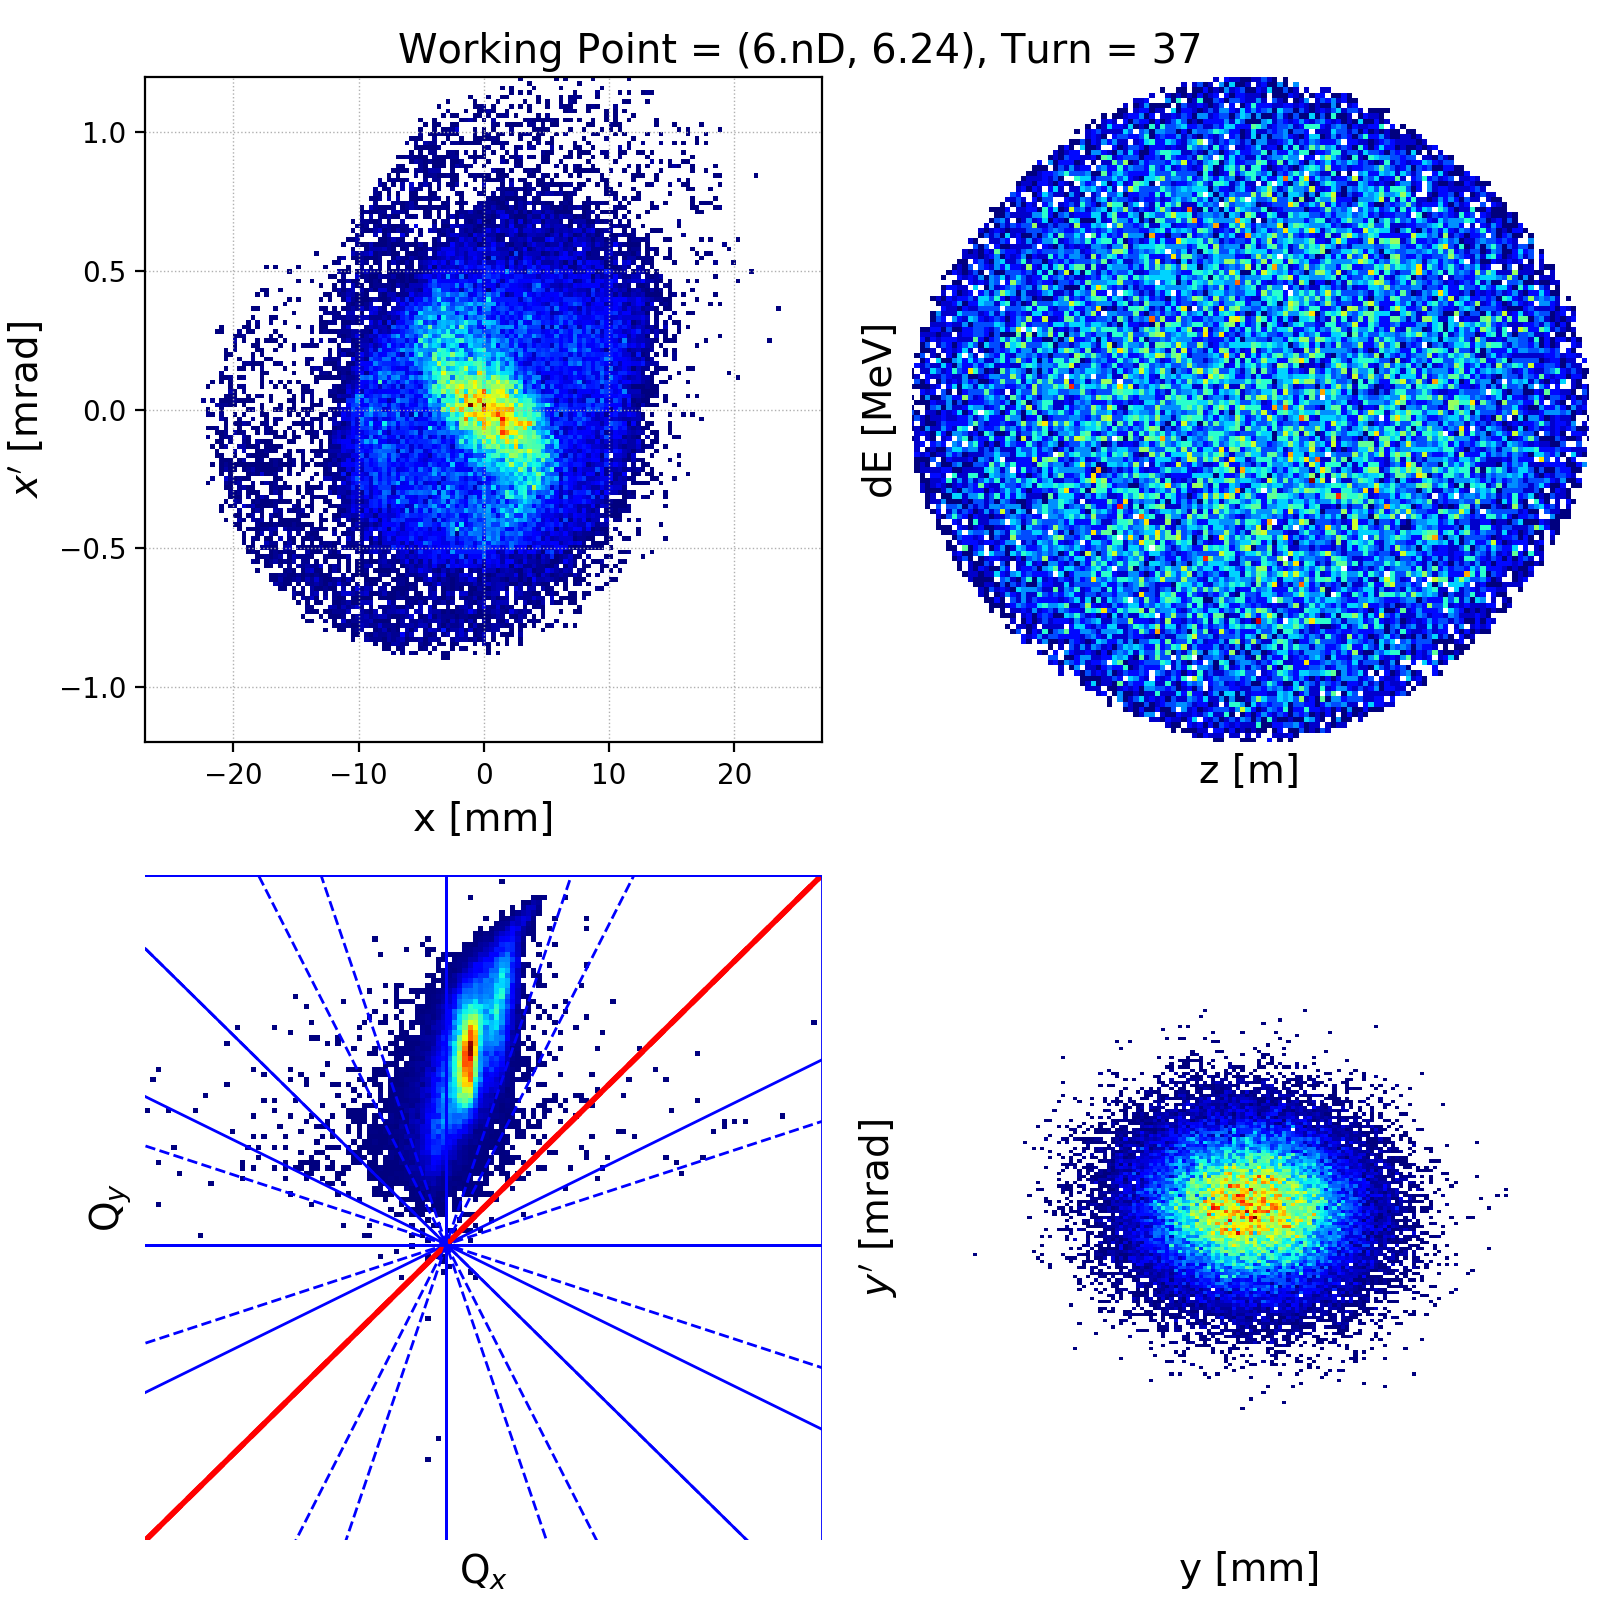 Working Point = (6.nD, 6.24), Turn = 37
1.0
0.5
0.0
−0.5
−1.0
x′ [mrad]
−20 −10 0 10 20
x [mm]
dE [MeV]
z [m]
Qy
Qx
y′ [mrad]
y [mm]